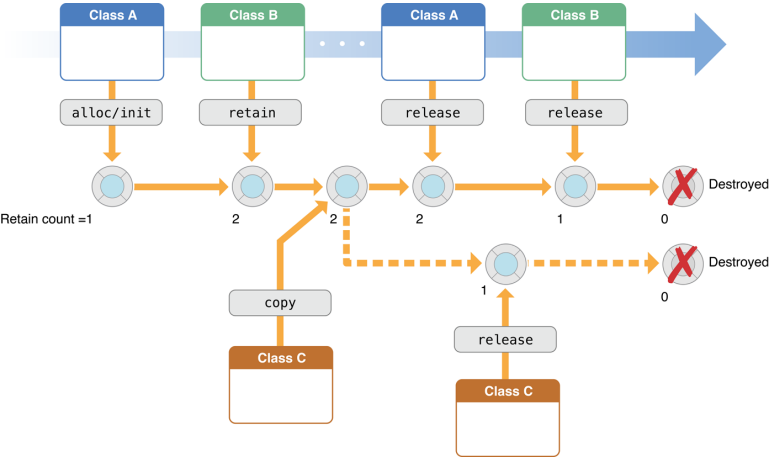 Class A
Class B
Class A
Class B
alloc/init
retain
release
release
Destroyed
Retain count =1
2
2
2
1
0
Destroyed
1
0
copy
release
Class C
Class C